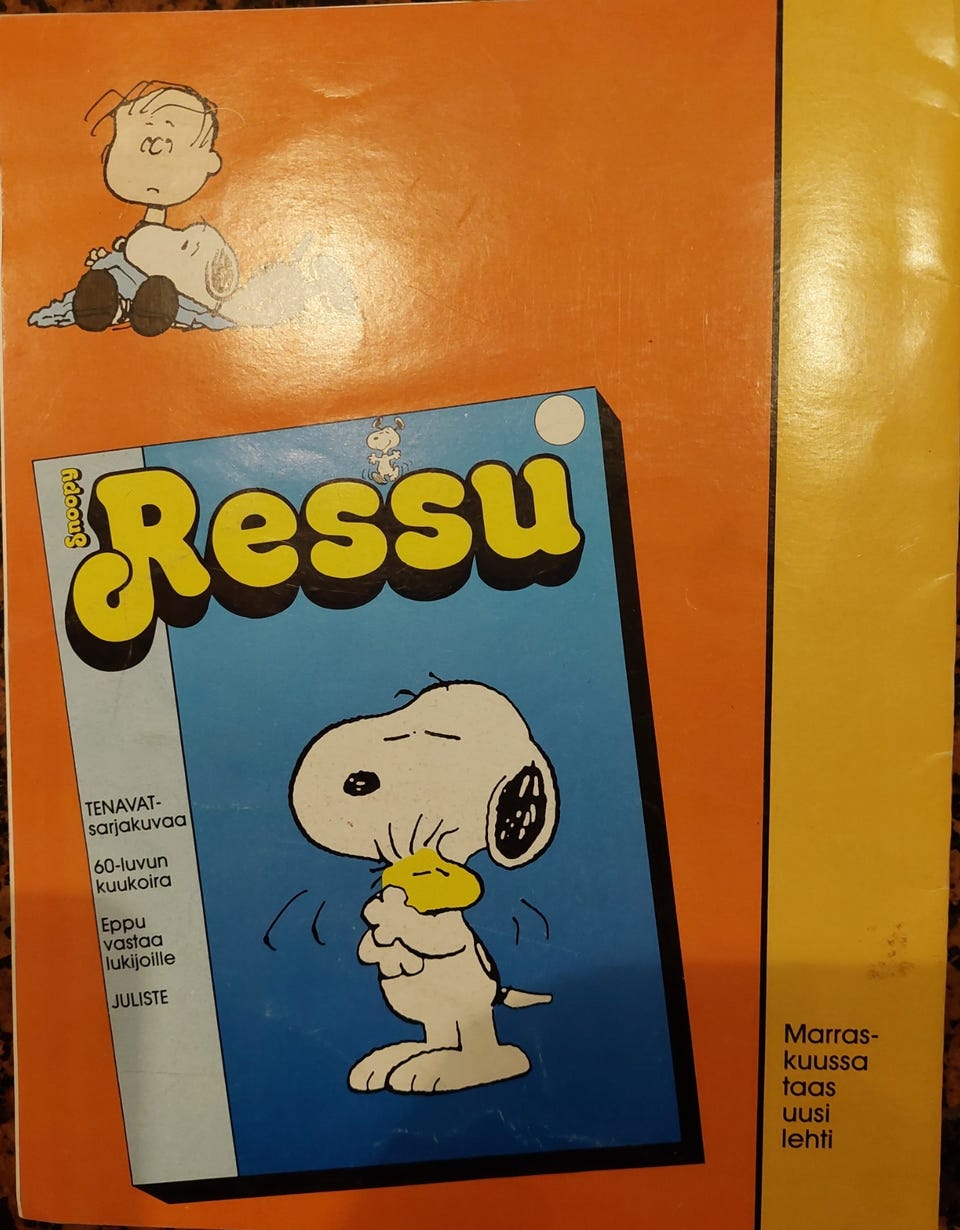 Snoopy
Ressu
TENAVAT-
sarjakuvaa
60-luvun
kuukoira
Eppu
vastaa
lukijoille
JULISTE
Marras-
kuussa
taas
uusi
lehti